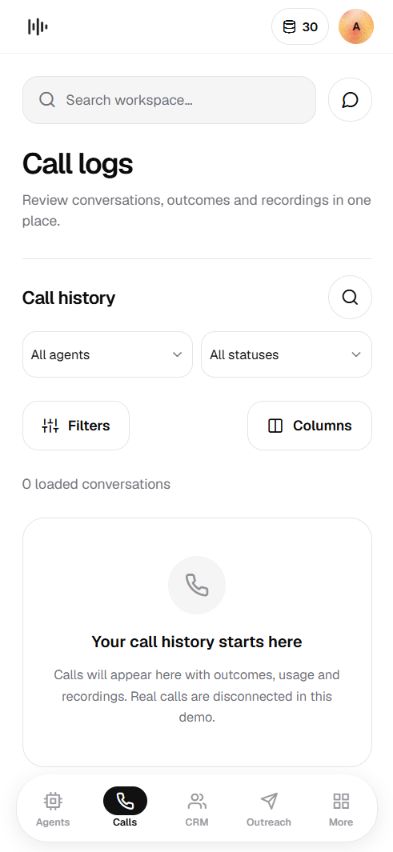 30
A
Search workspace...
Call logs
Review conversations, outcomes and recordings in one
place.
Call history
All agents
All statuses
Filters
Columns
0 loaded conversations
Your call history starts here
Calls will appear here with outcomes, usage and
recordings. Real calls are disconnected in this
demo.
Agents
Calls
CRM
Outreach
More